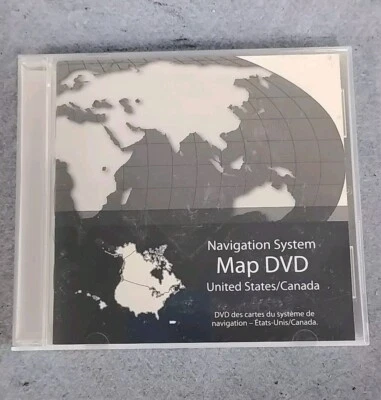 Navigation System
Map DVD
United States/Canada
DVD des cartes du système de
navigation – États-Unis/Canada.